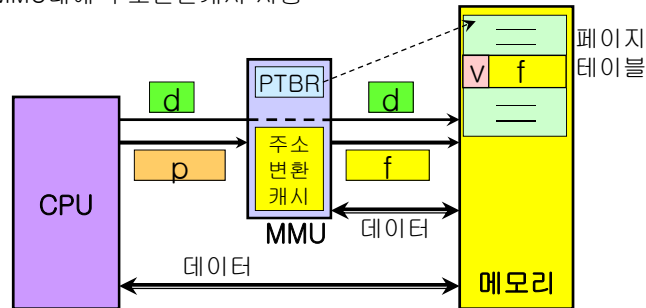 MMU내에 주소변환캐시 사용
페이지
테이블
v f
PTBR
d
d
주소
변환
캐시
p
f
CPU
MMU
데이터
데이터
메모리